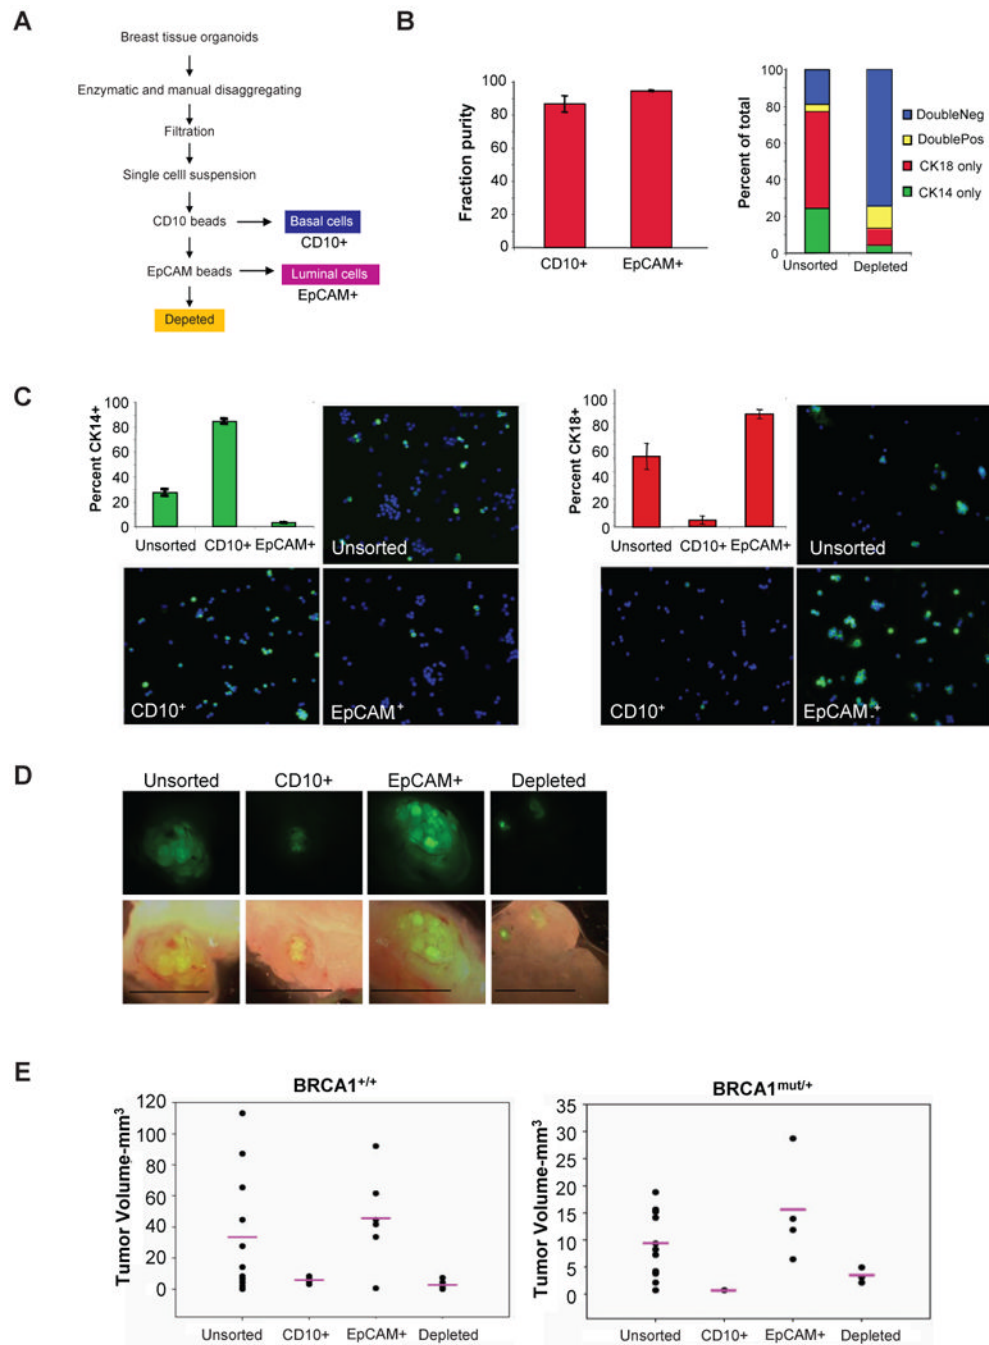 A
Breast tissue organoids
Enzymatic and manual disaggregating
Filtration
Single celll suspension
CD10 beads
Basal cells
CD10+
EpCAM beads
Luminal cells
EpCAM+
Depeted
B
Fraction purity
100
80
60
40
20
0
CD10+
EpCAM+
Percent of total
100
80
60
40
20
0
Unsorted
Depleted
DoubleNeg
DoublePos
CK18 only
CK14 only
C
Percent CK14+
100
80
60
40
20
0
Unsorted
CD10+
EpCAM+
Unsorted
CD10+
EpCAM+
Percent CK18+
100
80
60
40
20
0
Unsorted
CD10+
EpCAM+
Unsorted
CD10+
EpCAM.+
D
Unsorted
CD10+
EpCAM+
Depleted
E
BRCA1+/+
Tumor Volume-mm3
120
100
80
60
40
20
0
Unsorted
CD10+
EpCAM+
Depleted
BRCA1mut/+
Tumor Volume-mm3
35
30
25
20
15
10
5
0
Unsorted
CD10+
EpCAM+
Depleted